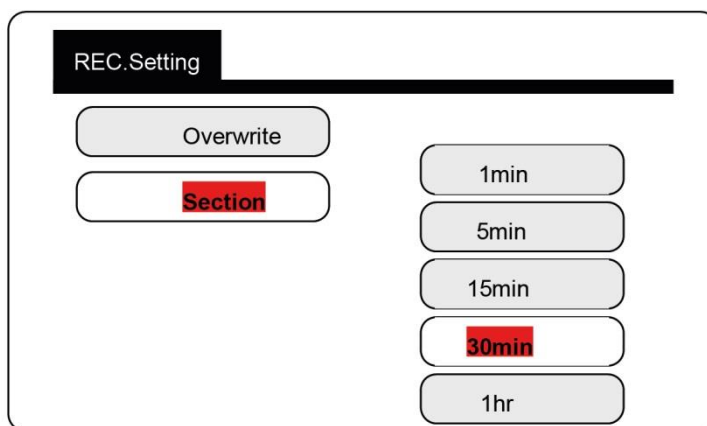 REC.Setting
Overwrite
Section
1min
5min
15min
30min
1hr